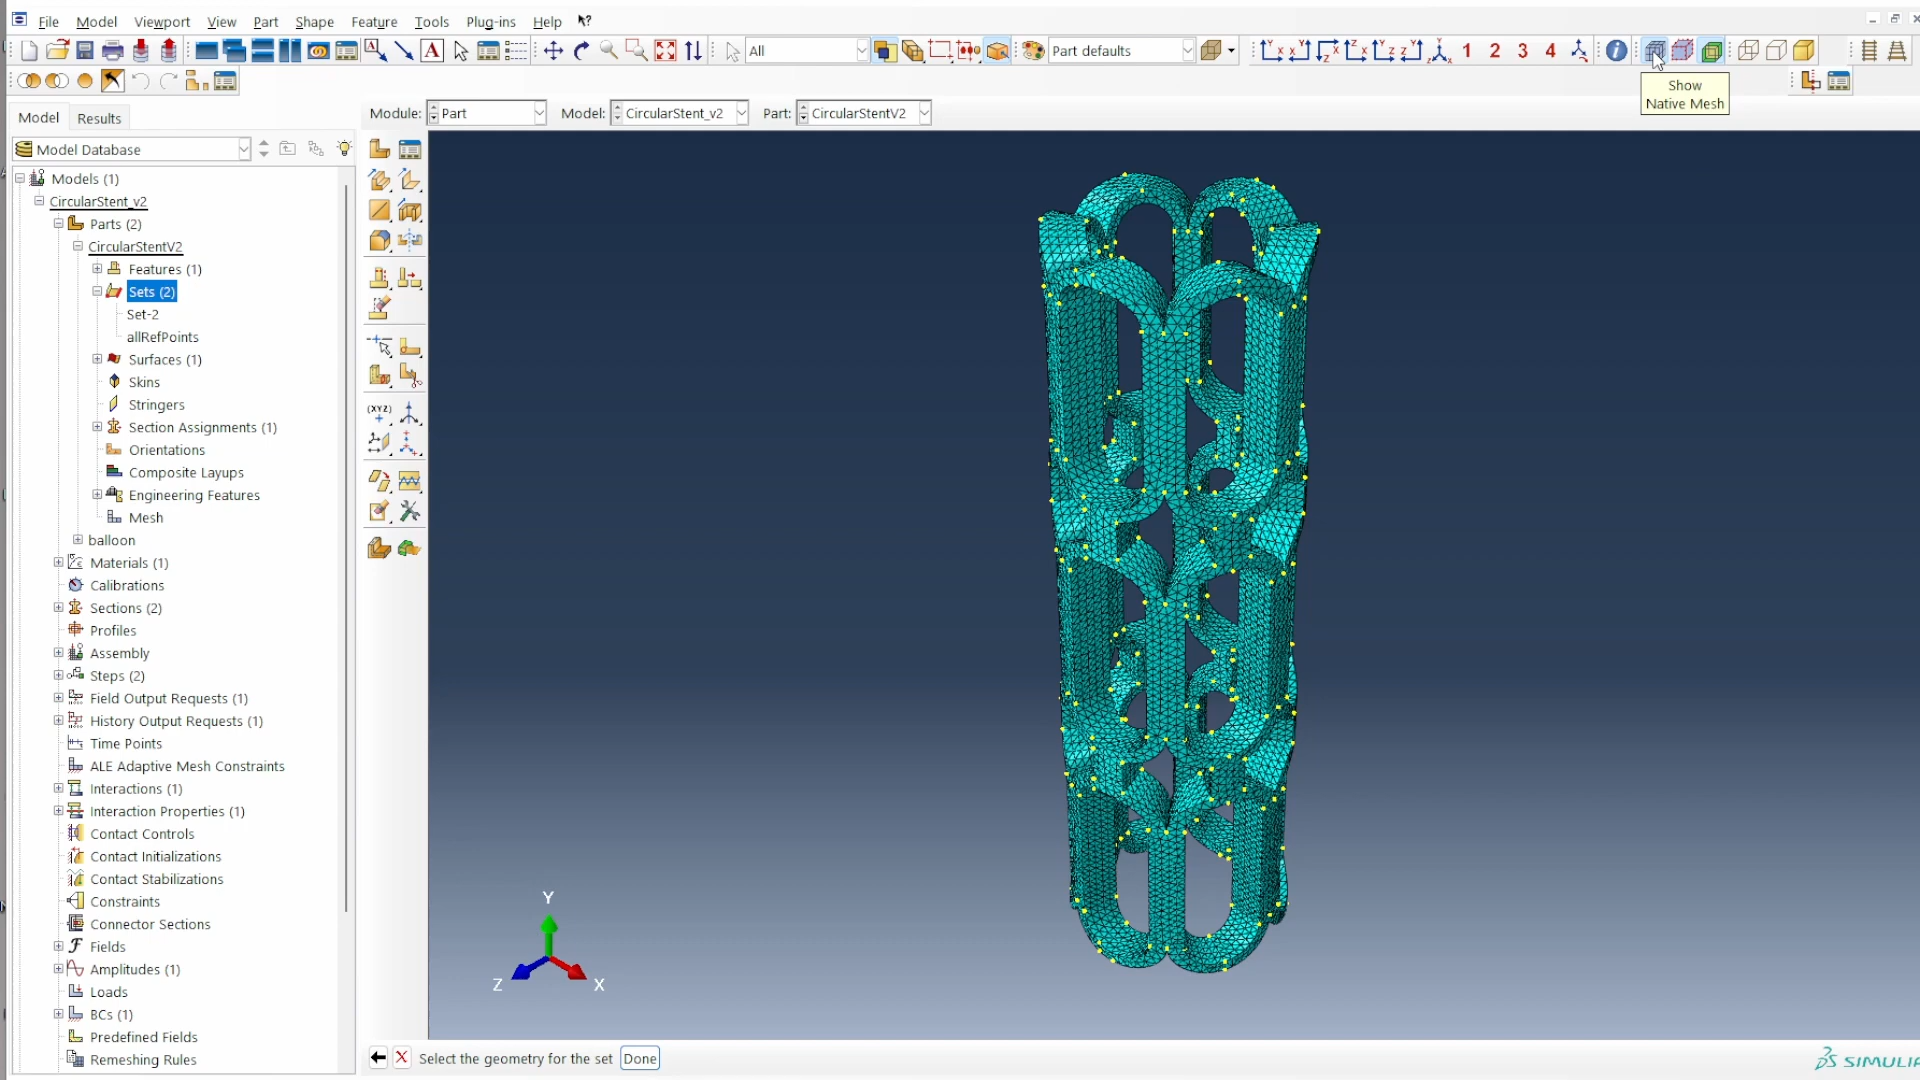 File Model Viewport View Part Shape Feature Tools Plug-ins Help
All Part defaults 1 2 3 4
Show
Native Mesh
Model Results
Module: Part Model: CircularStent_v2 Part: CircularStentV2
Model Database
Models (1)
CircularStent_v2
Parts (2)
CircularStentV2
Features (1)
Sets (2)
Set-2
allRefPoints
Surfaces (1)
Skins
Stringers
Section Assignments (1)
Orientations
Composite Layups
Engineering Features
Mesh
balloon
Materials (1)
Calibrations
Sections (2)
Profiles
Assembly
Steps (2)
Field Output Requests (1)
History Output Requests (1)
Time Points
ALE Adaptive Mesh Constraints
Interactions (1)
Interaction Properties (1)
Contact Controls
Contact Initializations
Contact Stabilizations
Constraints
Connector Sections
Fields
Amplitudes (1)
Loads
BCs (1)
Predefined Fields
Remeshing Rules
(XYZ)
Y
Z X
Select the geometry for the set Done